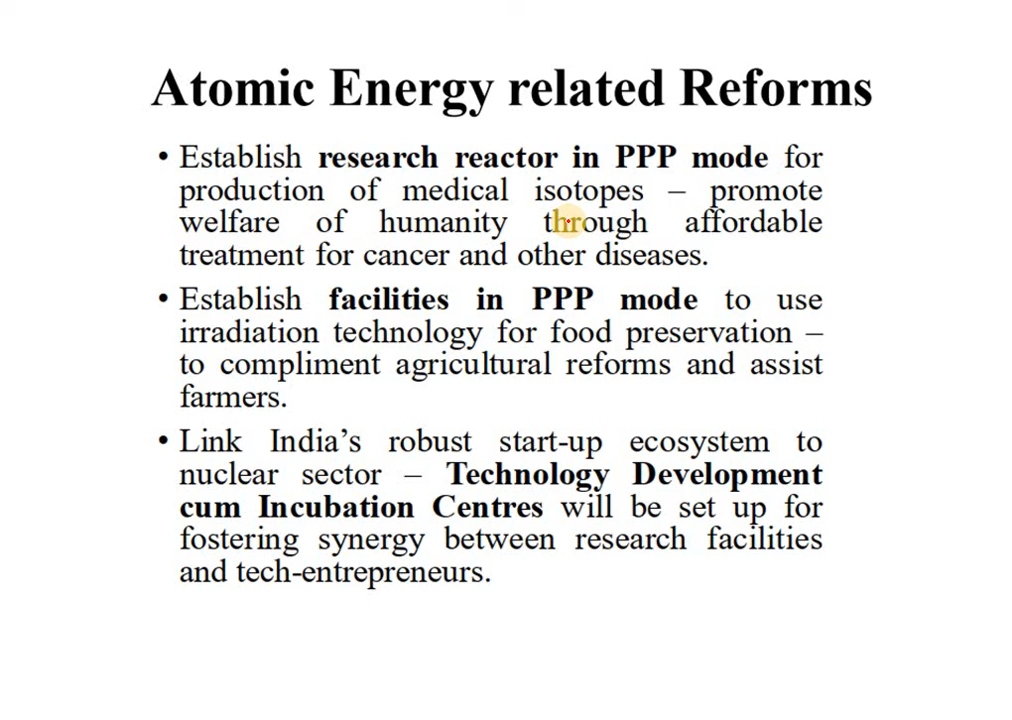 Atomic Energy related Reforms
• Establish research reactor in PPP mode for
production of medical isotopes – promote
welfare of humanity through affordable
treatment for cancer and other diseases.
• Establish facilities in PPP mode to use
irradiation technology for food preservation –
to compliment agricultural reforms and assist
farmers.
• Link India’s robust start-up ecosystem to
nuclear sector – Technology Development
cum Incubation Centres will be set up for
fostering synergy between research facilities
and tech-entrepreneurs.